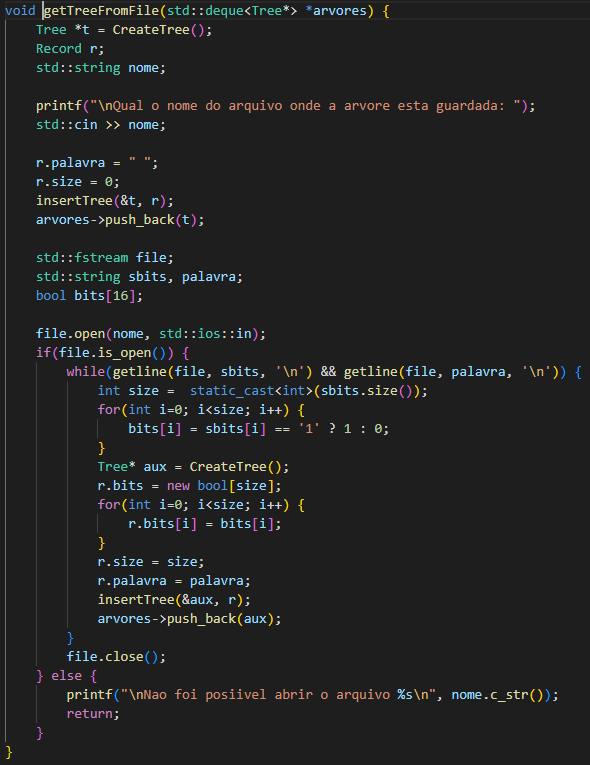 void getTreeFromFile(std::deque<Tree*> *arvores) {
    Tree *t = CreateTree();
    Record r;
    std::string nome;

    printf("\nQual o nome do arquivo onde a arvore esta guardada: ");
    std::cin >> nome;

    r.palavra = " ";
    r.size = 0;
    insertTree(&t, r);
    arvores->push_back(t);

    std::fstream file;
    std::string sbits, palavra;
    bool bits[16];

    file.open(nome, std::ios::in);
    if(file.is_open()) {
        while(getline(file, sbits, '\n') && getline(file, palavra, '\n')) {
            int size =  static_cast<int>(sbits.size());
            for(int i=0; i<size; i++) {
                bits[i] = sbits[i] == '1' ? 1 : 0;
            }
            Tree* aux = CreateTree();
            r.bits = new bool[size];
            for(int i=0; i<size; i++) {
                r.bits[i] = bits[i];
            }
            r.size = size;
            r.palavra = palavra;
            insertTree(&aux, r);
            arvores->push_back(aux);
        }
        file.close();
    } else {
        printf("\nNao foi posiivel abrir o arquivo %s\n", nome.c_str());
        return;
    }
}